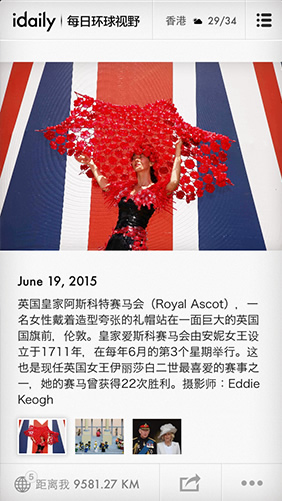 idaily | 每日环球视野
香港 29/34
June 19, 2015
英国皇家阿斯科特赛马会（Royal Ascot），一
名女性戴着造型夸张的礼帽站在一面巨大的英国
国旗前，伦敦。皇家爱斯科赛马会由安妮女王设
立于1711年，在每年6月的第3个星期举行。这
也是现任英国女王伊丽莎白二世最喜爱的赛事之
一，她的赛马曾获得22次胜利。摄影师：Eddie
Keogh
5
距离我 9581.27 KM